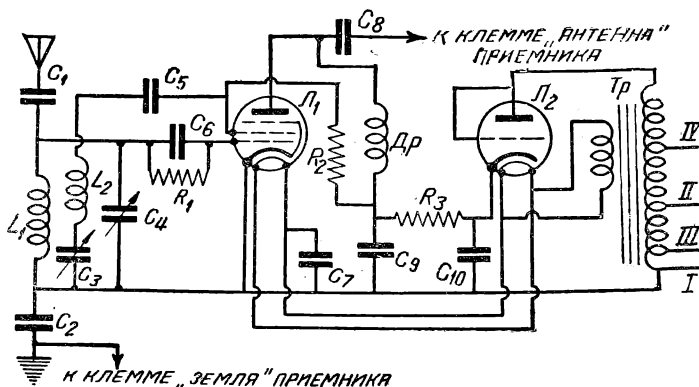 C8
К КЛЕММЕ „АНТЕННА"
ПРИЕМНИКА
C1
C5
Л1
Л2
Тр
C6
R2
Др
IV
L2
R1
R3
L1
C4
II
C3
C7
C9
C10
III
I
C2
К КЛЕММЕ „ЗЕМЛЯ" ПРИЕМНИКА